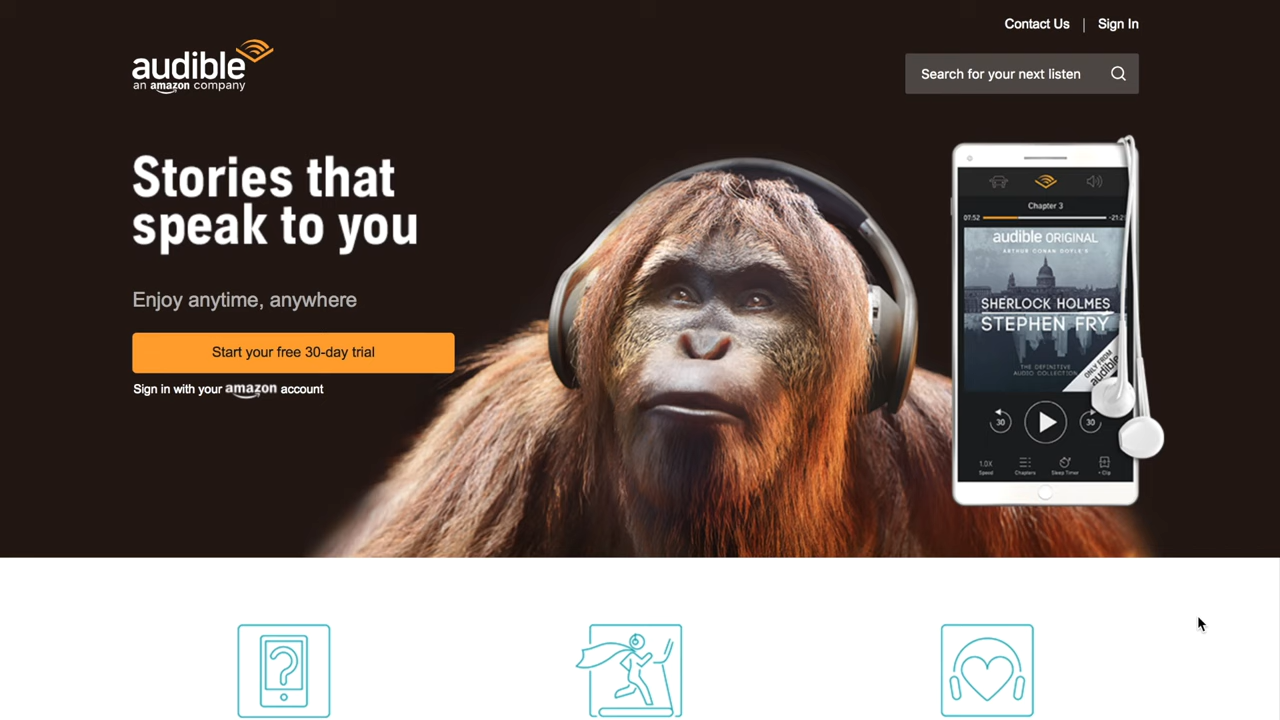 Contact Us | Sign In
audible
an amazon company
Search for your next listen
Stories that
speak to you
Enjoy anytime, anywhere
Start your free 30-day trial
Sign in with your amazon account
Chapter 3
07:52
audible ORIGINAL
ARTHUR CONAN DOYLE'S
SHERLOCK HOLMES
STEPHEN FRY
THE DEFINITIVE
AUDIO COLLECTION
ONLY FROM
audible
30
30
1.0X
Speed
Chapters
Sleep Timer
+ Clip
?